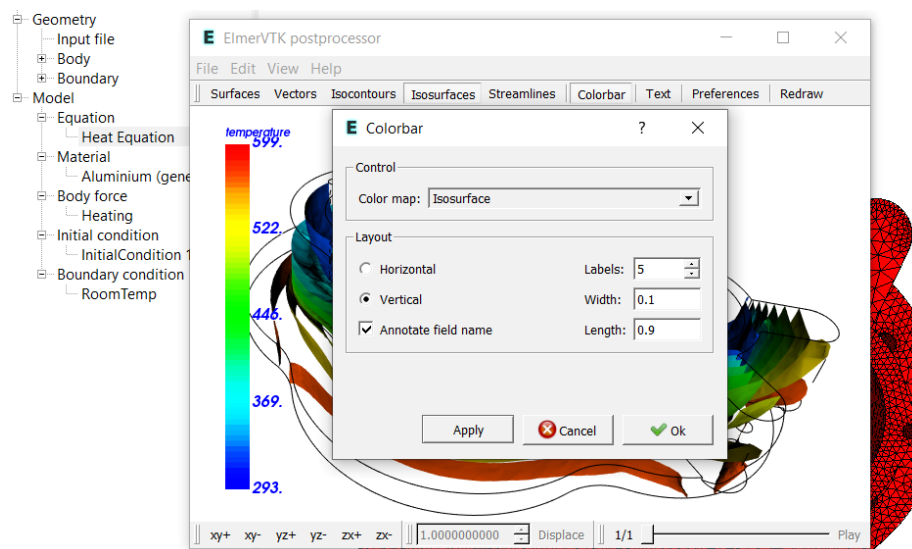 Geometry
Input file
Body
Boundary
Model
Equation
Heat Equation
Material
Aluminium (gene
Body force
Heating
Initial condition
InitialCondition 1
Boundary condition
RoomTemp
E ElmerVTK postprocessor
File Edit View Help
Surfaces Vectors Isocontours Isosurfaces Streamlines Colorbar Text Preferences Redraw
temperature
599.
522.
446.
369.
293.
E Colorbar ?
Control
Color map: Isosurface
Layout
Horizontal Labels: 5
Vertical Width: 0.1
Annotate field name Length: 0.9
Apply Cancel Ok
xy+ xy- yz+ yz- zx+ zx- 1.0000000000 Displace 1/1 Play